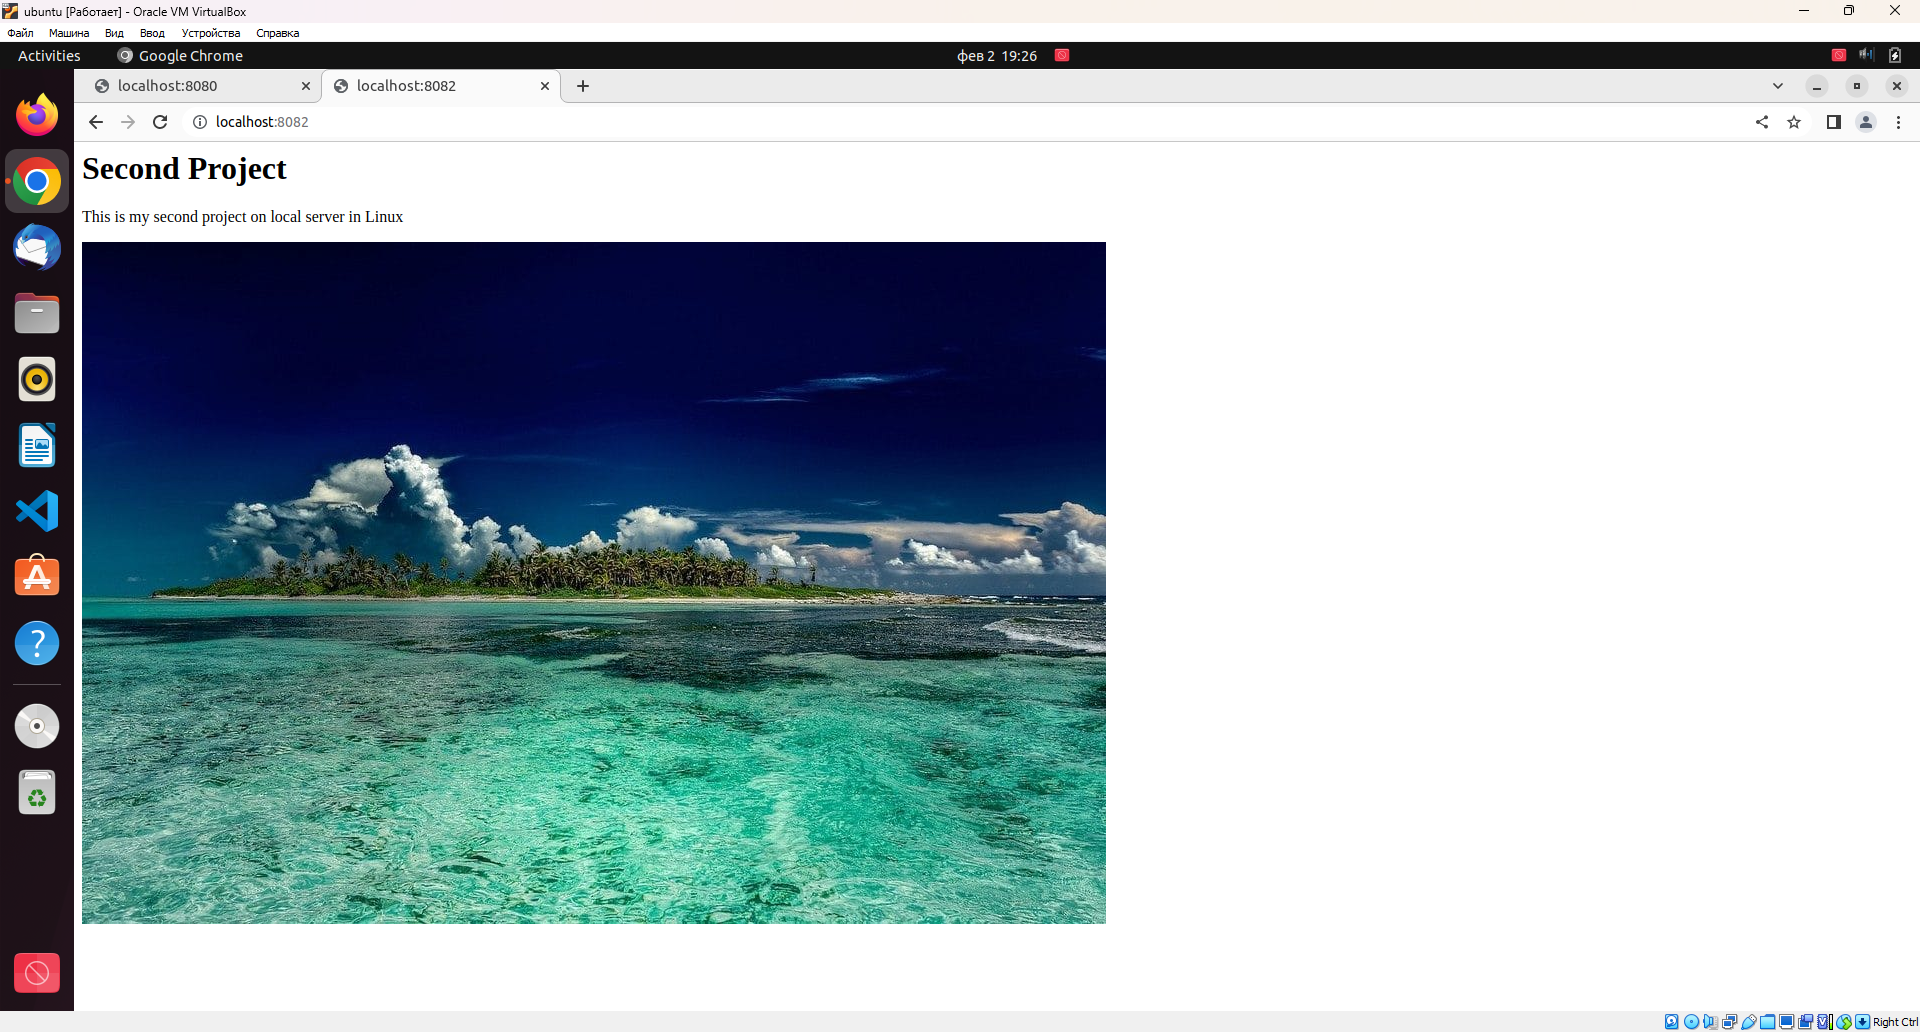 ubuntu [Работает] - Oracle VM VirtualBox
Файл Машина Вид Ввод Устройства Справка
Activities Google Chrome фев 2 19:26
localhost:8080 localhost:8082
localhost:8082
Second Project
This is my second project on local server in Linux
Right Ctrl